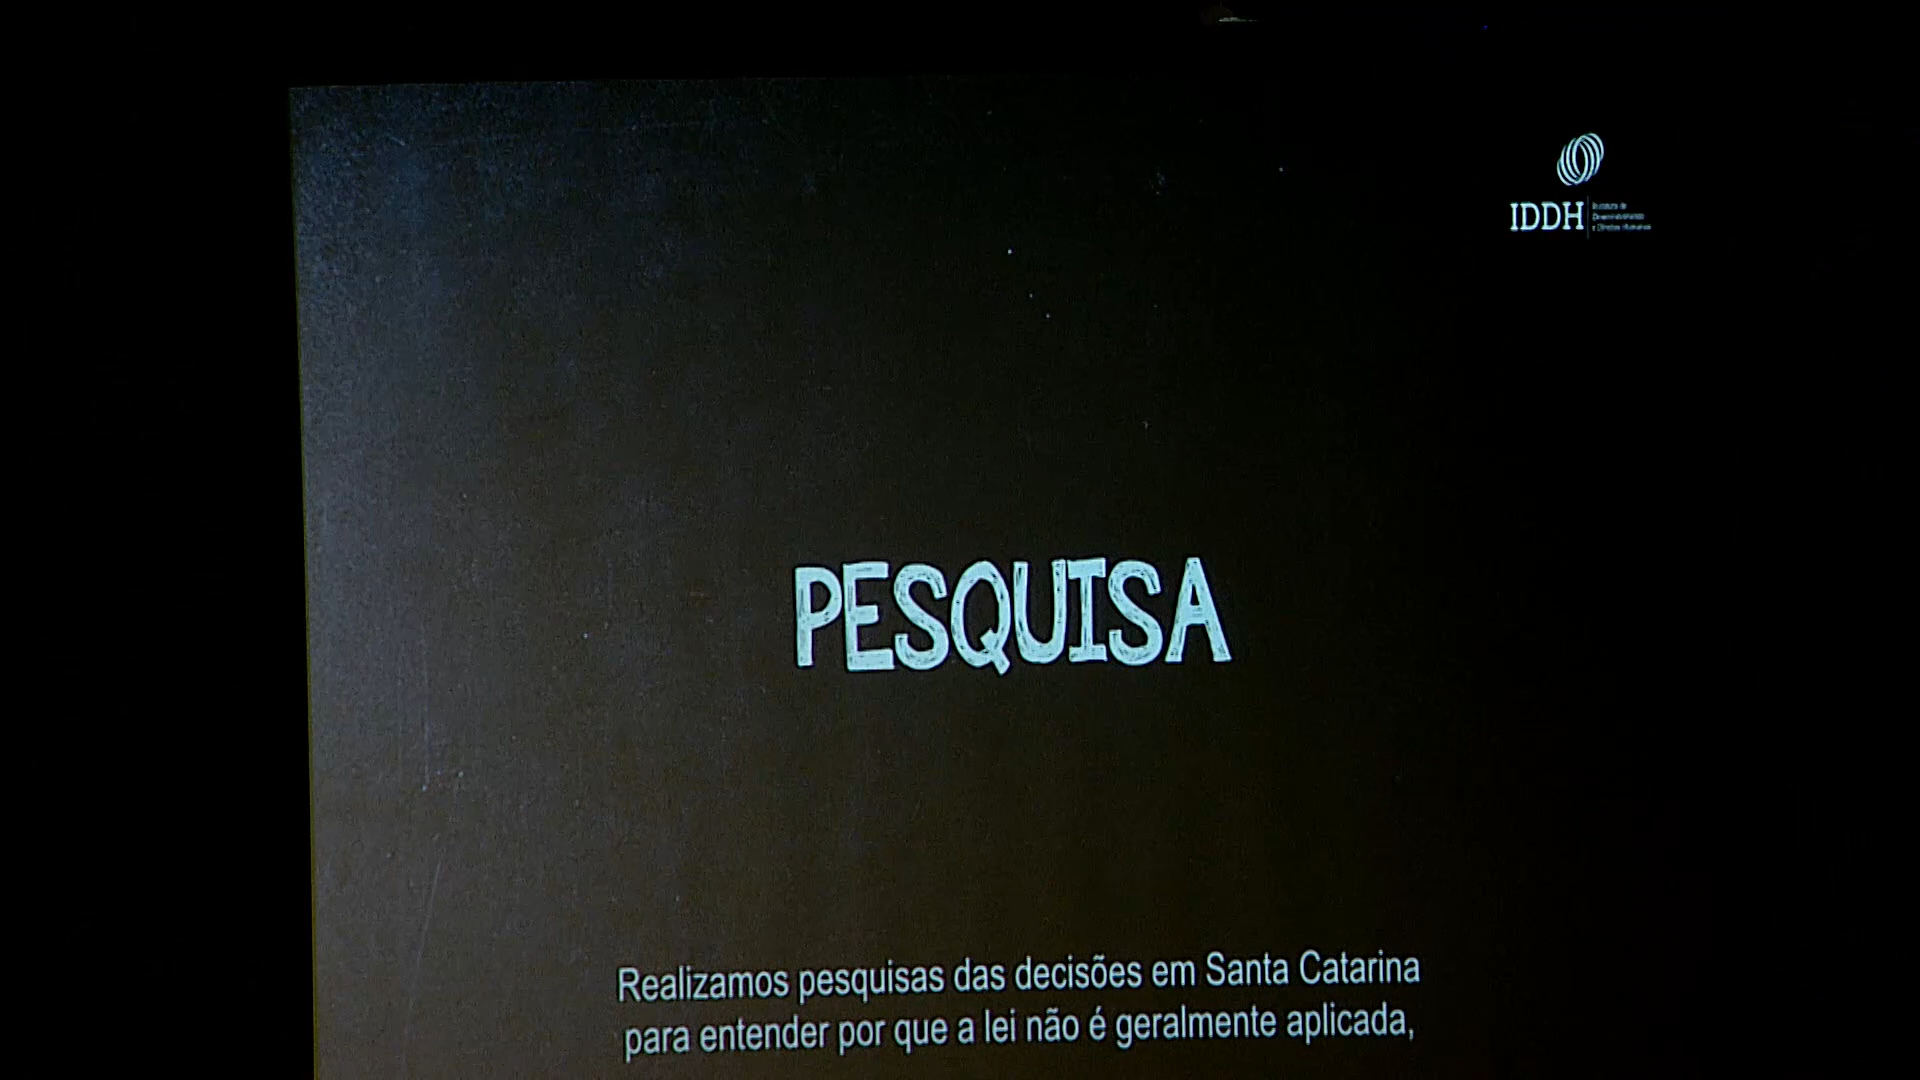 IDDH
PESQUISA
Realizamos pesquisas das decisões em Santa Catarina
para entender por que a lei não é geralmente aplicada,